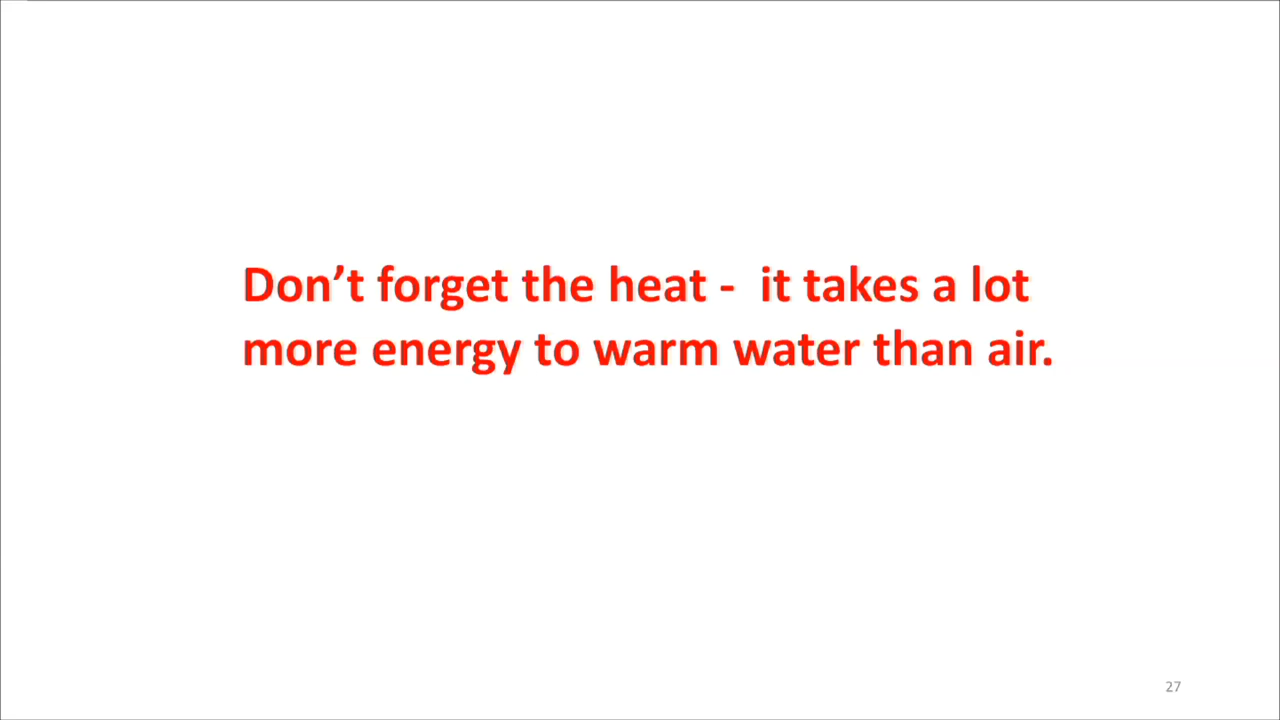 Don’t forget the heat -  it takes a lot
more energy to warm water than air.
27